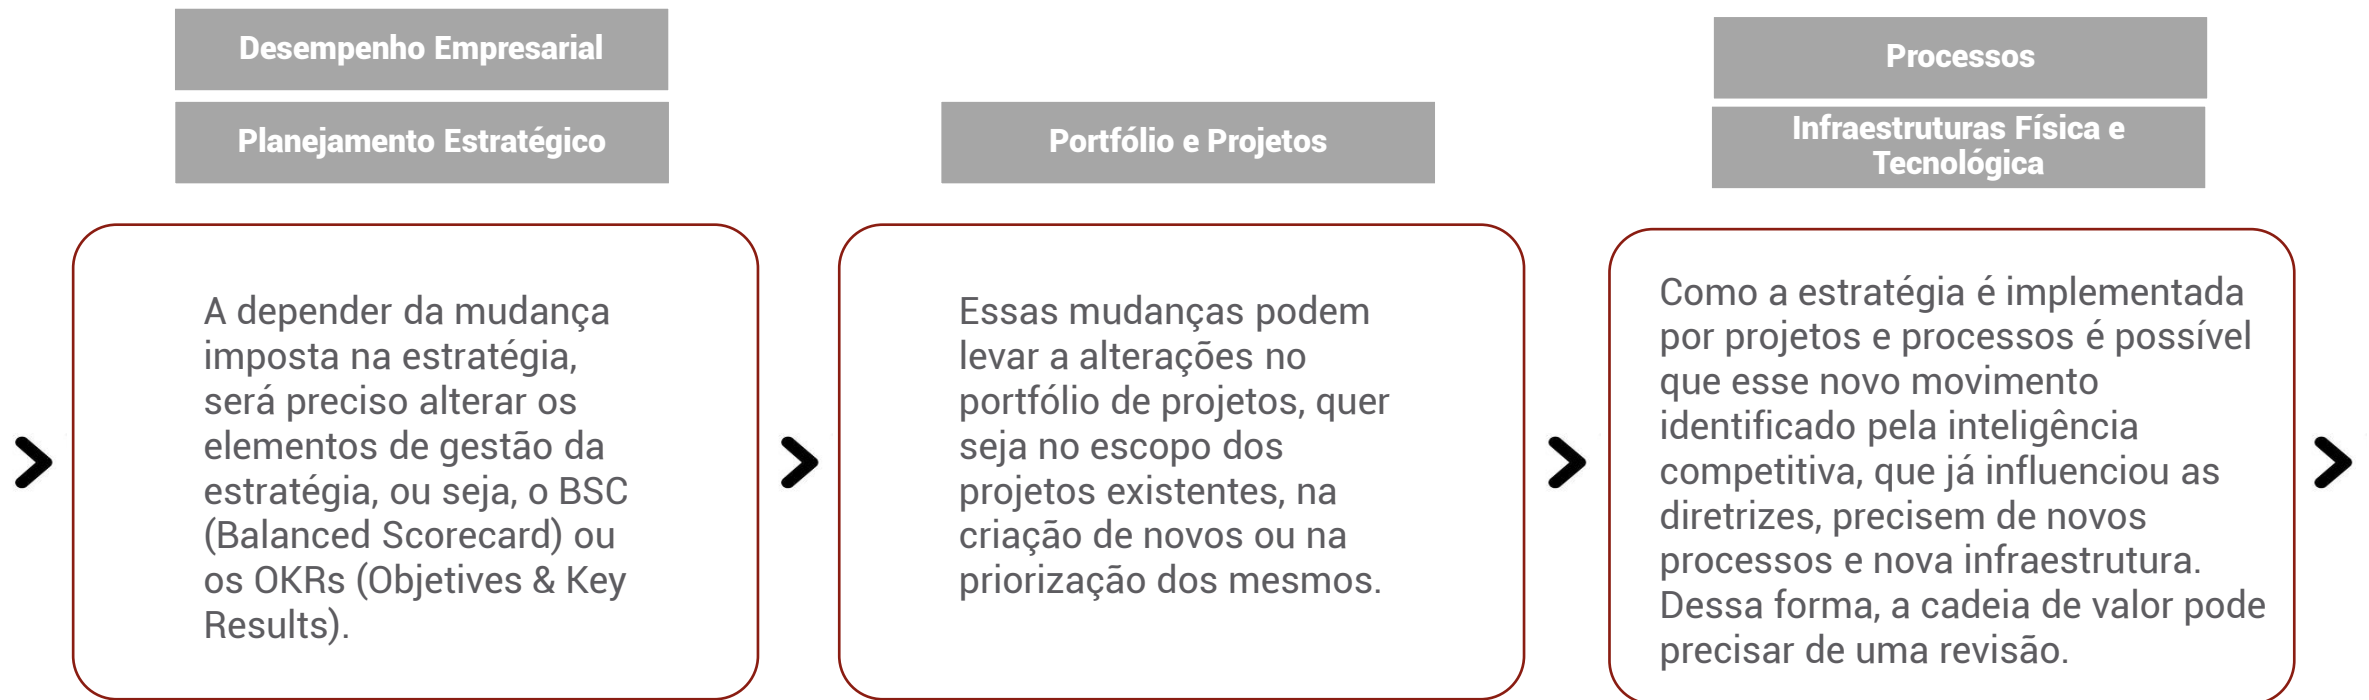 Desempenho Empresarial
Planejamento Estratégico
A depender da mudança
imposta na estratégia,
será preciso alterar os
elementos de gestão da
estratégia, ou seja, o BSC
(Balanced Scorecard) ou
os OKRs (Objetives & Key
Results).
Portfólio e Projetos
Essas mudanças podem
levar a alterações no
portfólio de projetos, quer
seja no escopo dos
projetos existentes, na
criação de novos ou na
priorização dos mesmos.
Processos
Infraestruturas Física e
Tecnológica
Como a estratégia é implementada
por projetos e processos é possível
que esse novo movimento
identificado pela inteligência
competitiva, que já influenciou as
diretrizes, precisem de novos
processos e nova infraestrutura.
Dessa forma, a cadeia de valor pode
precisar de uma revisão.